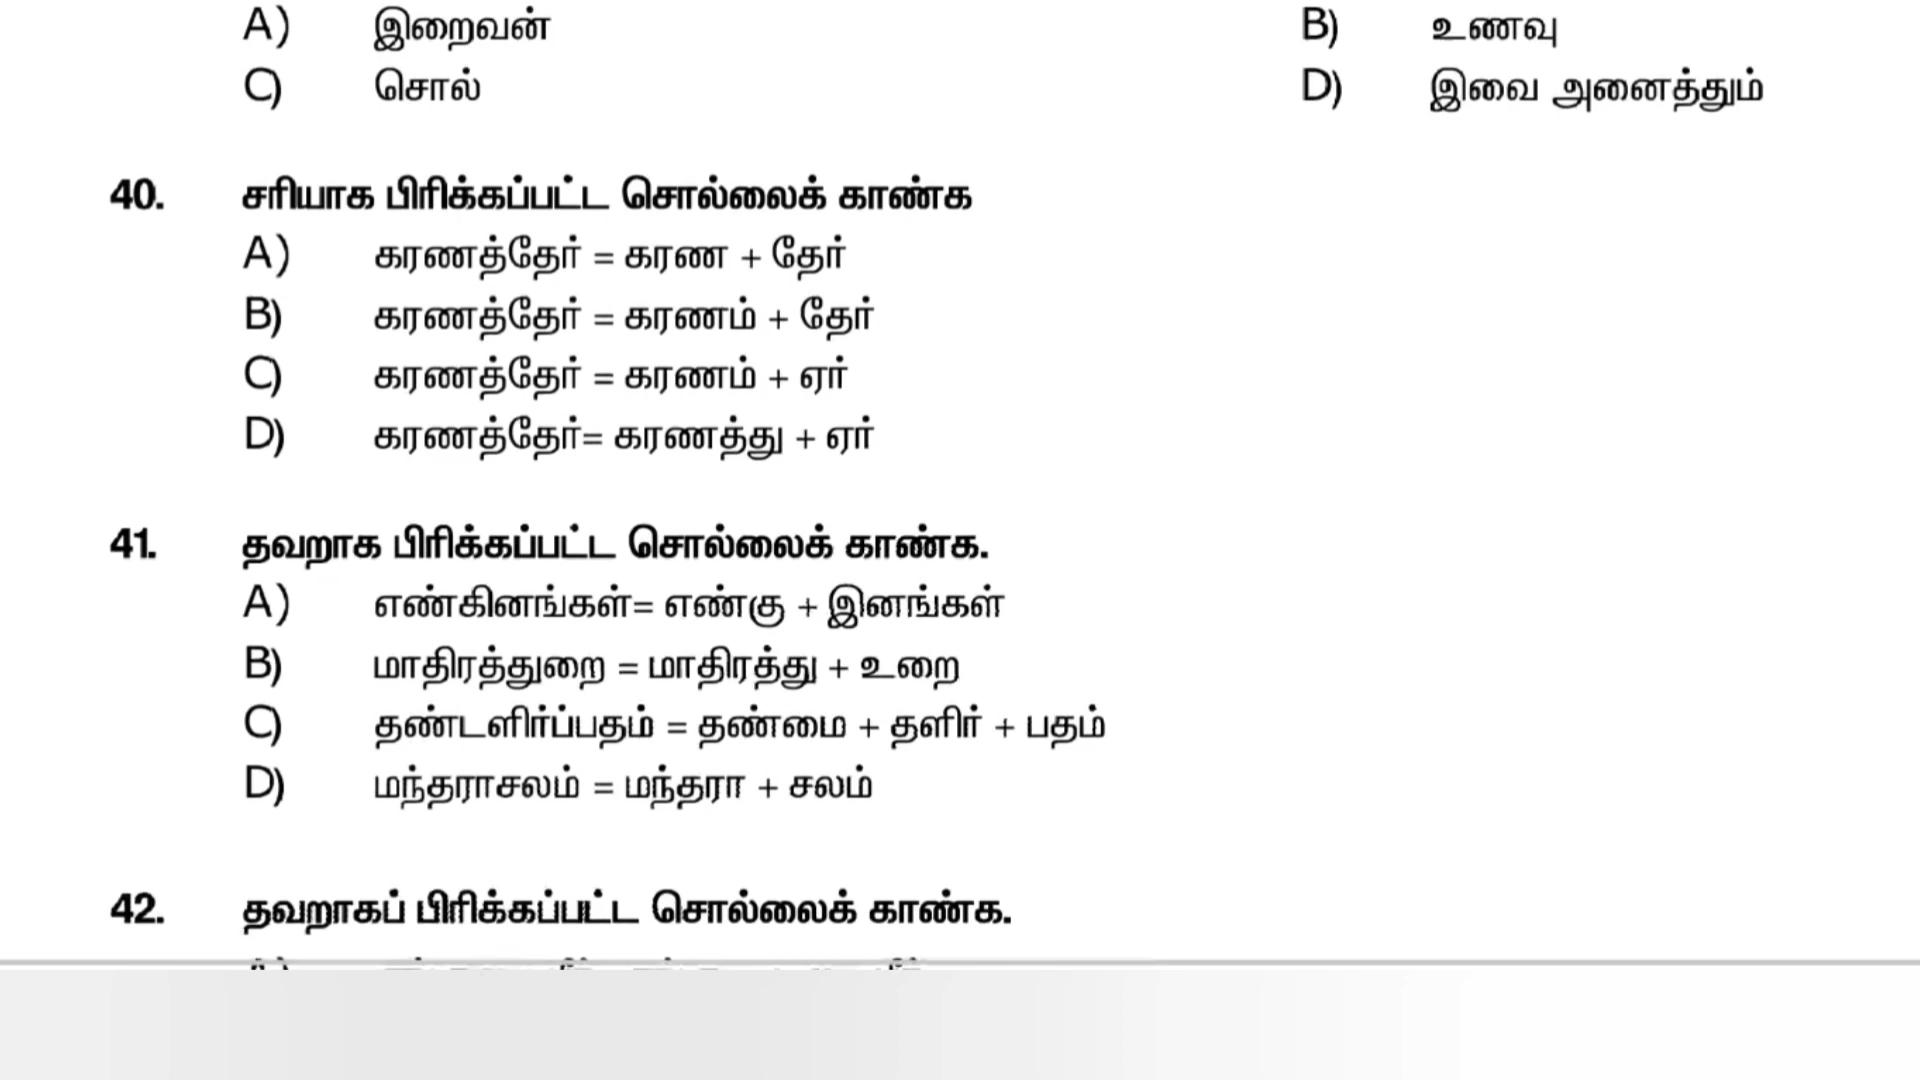 A) இறைவன் B) உணவு
C) சொல் D) இவை அனைத்தும்
40. சரியாக பிரிக்கப்பட்ட சொல்லைக் காண்க
A) கரணத்தேர் = கரண + தேர்
B) கரணத்தேர் = கரணம் + தேர்
C) கரணத்தேர் = கரணம் + ஏர்
D) கரணத்தேர்= கரணத்து + ஏர்
41. தவறாக பிரிக்கப்பட்ட சொல்லைக் காண்க.
A) எண்கினங்கள்= எண்கு + இனங்கள்
B) மாதிரத்துறை = மாதிரத்து + உறை
C) தண்டளிர்ப்பதம் = தண்மை + தளிர் + பதம்
D) மந்தராசலம் = மந்தரா + சலம்
42. தவறாகப் பிரிக்கப்பட்ட சொல்லைக் காண்க.